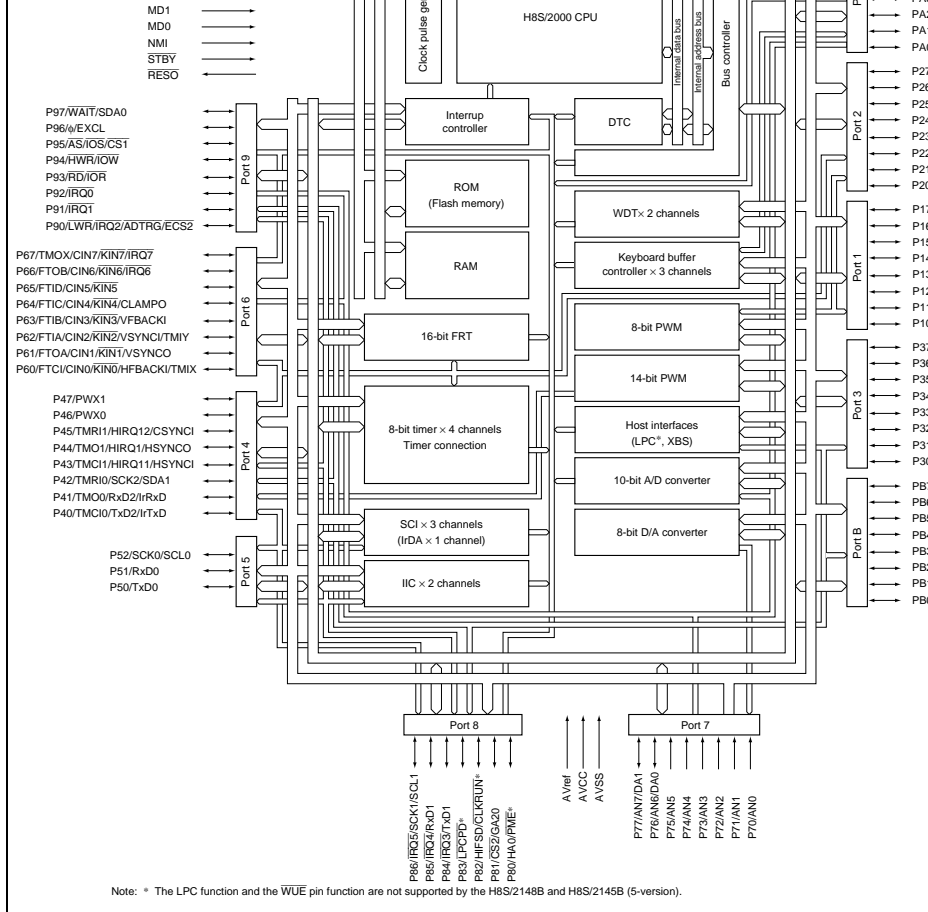 MD1
MD0
NMI
STBY
RESO
Clock pulse ge
H8S/2000 CPU
Internal data bus
Internal address bus
Bus controller
Interrup
controller
DTC
ROM
(Flash memory)
RAM
WDT× 2 channels
Keyboard buffer
controller × 3 channels
16-bit FRT
8-bit PWM
14-bit PWM
8-bit timer × 4 channels
Timer connection
Host interfaces
(LPC*, XBS)
10-bit A/D converter
SCI × 3 channels
(IrDA × 1 channel)
8-bit D/A converter
IIC × 2 channels
Port 9
P97/WAIT/SDA0
P96/ϕ/EXCL
P95/AS/IOS/CS1
P94/HWR/IOW
P93/RD/IOR
P92/IRQ0
P91/IRQ1
P90/LWR/IRQ2/ADTRG/ECS2
Port 6
P67/TMOX/CIN7/KIN7/IRQ7
P66/FTOB/CIN6/KIN6/IRQ6
P65/FTID/CIN5/KIN5
P64/FTIC/CIN4/KIN4/CLAMPO
P63/FTIB/CIN3/KIN3/VFBACKI
P62/FTIA/CIN2/KIN2/VSYNCI/TMIY
P61/FTOA/CIN1/KIN1/VSYNCO
P60/FTCI/CIN0/KIN0/HFBACKI/TMIX
Port 4
P47/PWX1
P46/PWX0
P45/TMRI1/HIRQ12/CSYNCI
P44/TMO1/HIRQ1/HSYNCO
P43/TMCI1/HIRQ11/HSYNCI
P42/TMRI0/SCK2/SDA1
P41/TMO0/RxD2/IrRxD
P40/TMCI0/TxD2/IrTxD
Port 5
P52/SCK0/SCL0
P51/RxD0
P50/TxD0
PA2
PA1
PA0
Port 2
P27
P26
P25
P24
P23
P22
P21
P20
Port 1
P17
P16
P15
P14
P13
P12
P11
P10
Port 3
P37
P36
P35
P34
P33
P32
P31
P30
Port B
PB7
PB6
PB5
PB4
PB3
PB2
PB1
PB0
Port 8
P86/IRQ5/SCK1/SCL1
P85/IRQ4/RxD1
P84/IRQ3/TxD1
P83/LPCPD*
P82/HIFSD/CLKRUN*
P81/CS2/GA20
P80/HA0/PME*
AVref
AVCC
AVSS
Port 7
P77/AN7/DA1
P76/AN6/DA0
P75/AN5
P74/AN4
P73/AN3
P72/AN2
P71/AN1
P70/AN0
Note: * The LPC function and the WUE pin function are not supported by the H8S/2148B and H8S/2145B (5-version).